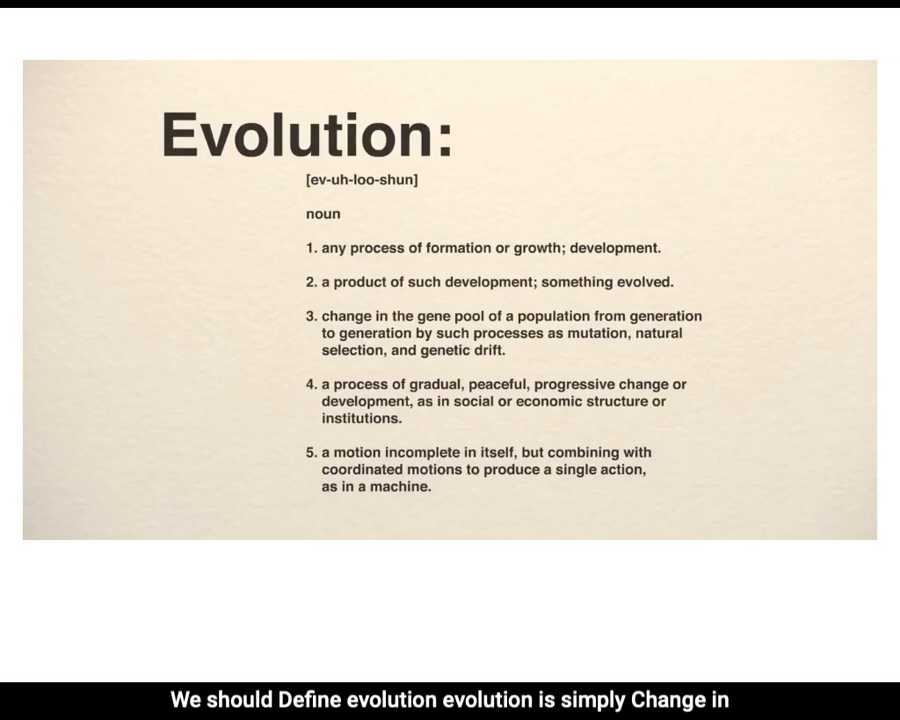 Evolution:
[ev-uh-loo-shun]
noun
1. any process of formation or growth; development.
2. a product of such development; something evolved.
3. change in the gene pool of a population from generation
to generation by such processes as mutation, natural
selection, and genetic drift.
4. a process of gradual, peaceful, progressive change or
development, as in social or economic structure or
institutions.
5. a motion incomplete in itself, but combining with
coordinated motions to produce a single action,
as in a machine.
We should Define evolution evolution is simply Change in